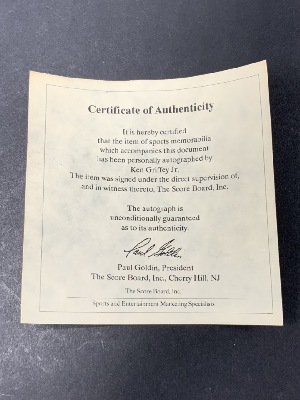 Certificate of Authenticity
It is hereby certified
that the item of sports memorabilia
which accompanies this document
has been personally autographed by
Ken Griffey Jr.
The item was signed under the direct supervision of,
and in witness thereto, The Score Board, Inc.
The autograph is
unconditionally guaranteed
as to its authenticity.
Paul Goldin
Paul Goldin, President
The Score Board, Inc., Cherry Hill, NJ
The Score Board, Inc.
Sports and Entertainment Marketing Specialists